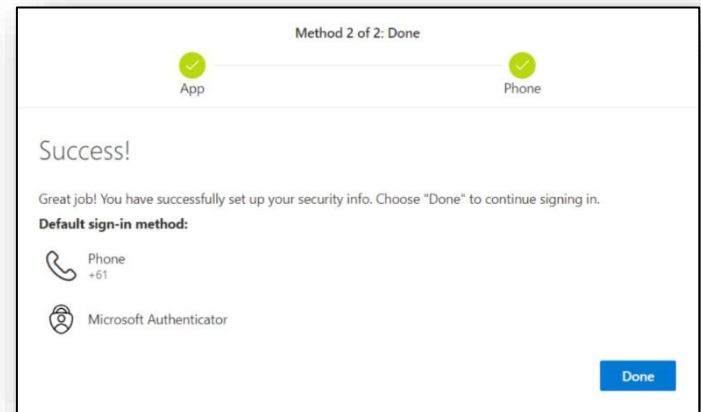 Method 2 of 2: Done
App
Phone
Success!
Great job! You have successfully set up your security info. Choose "Done" to continue signing in.
Default sign-in method:
Phone
+61
Microsoft Authenticator
Done